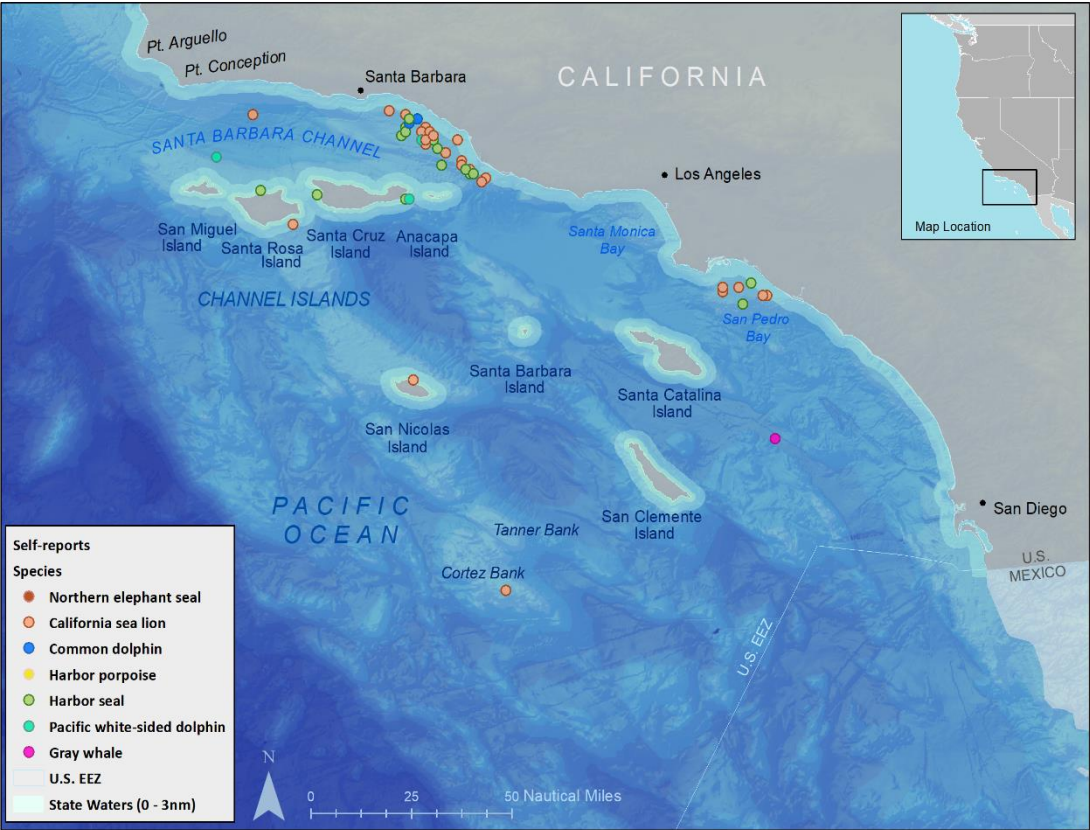 Pt. Arguello
Pt. Conception
Santa Barbara
CALIFORNIA
SANTA BARBARA CHANNEL
Los Angeles
Map Location
San Miguel
Island
Santa Rosa
Island
Santa Cruz
Island
Anacapa
Island
Santa Monica
Bay
CHANNEL ISLANDS
San Pedro
Bay
Santa Barbara
Island
Santa Catalina
Island
San Nicolas
Island
PACIFIC
OCEAN
Tanner Bank
San Clemente
Island
San Diego
Cortez Bank
U.S.
MEXICO
U.S. EEZ
Self-reports
Species
Northern elephant seal
California sea lion
Common dolphin
Harbor porpoise
Harbor seal
Pacific white-sided dolphin
Gray whale
U.S. EEZ
State Waters (0 - 3nm)
N
0 25 50 Nautical Miles